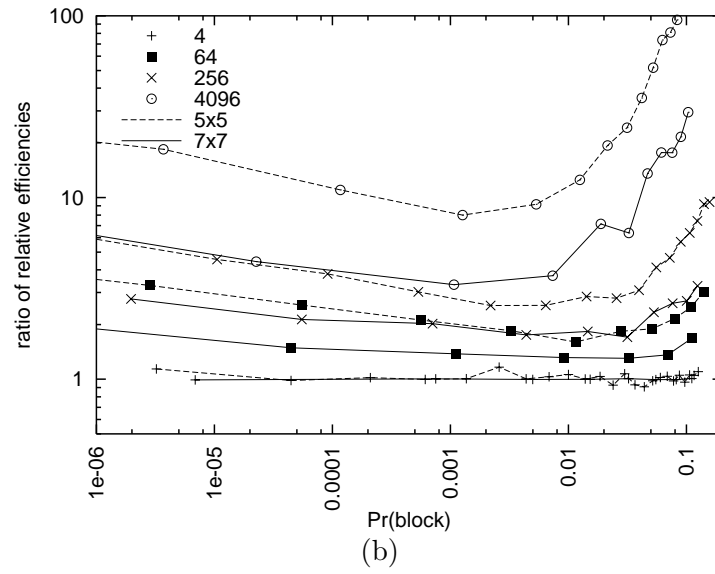 100
10
1
ratio of relative efficiencies
4
64
256
4096
5x5
7x7
1e-06
1e-05
0.0001
0.001
0.01
0.1
Pr(block)
(b)